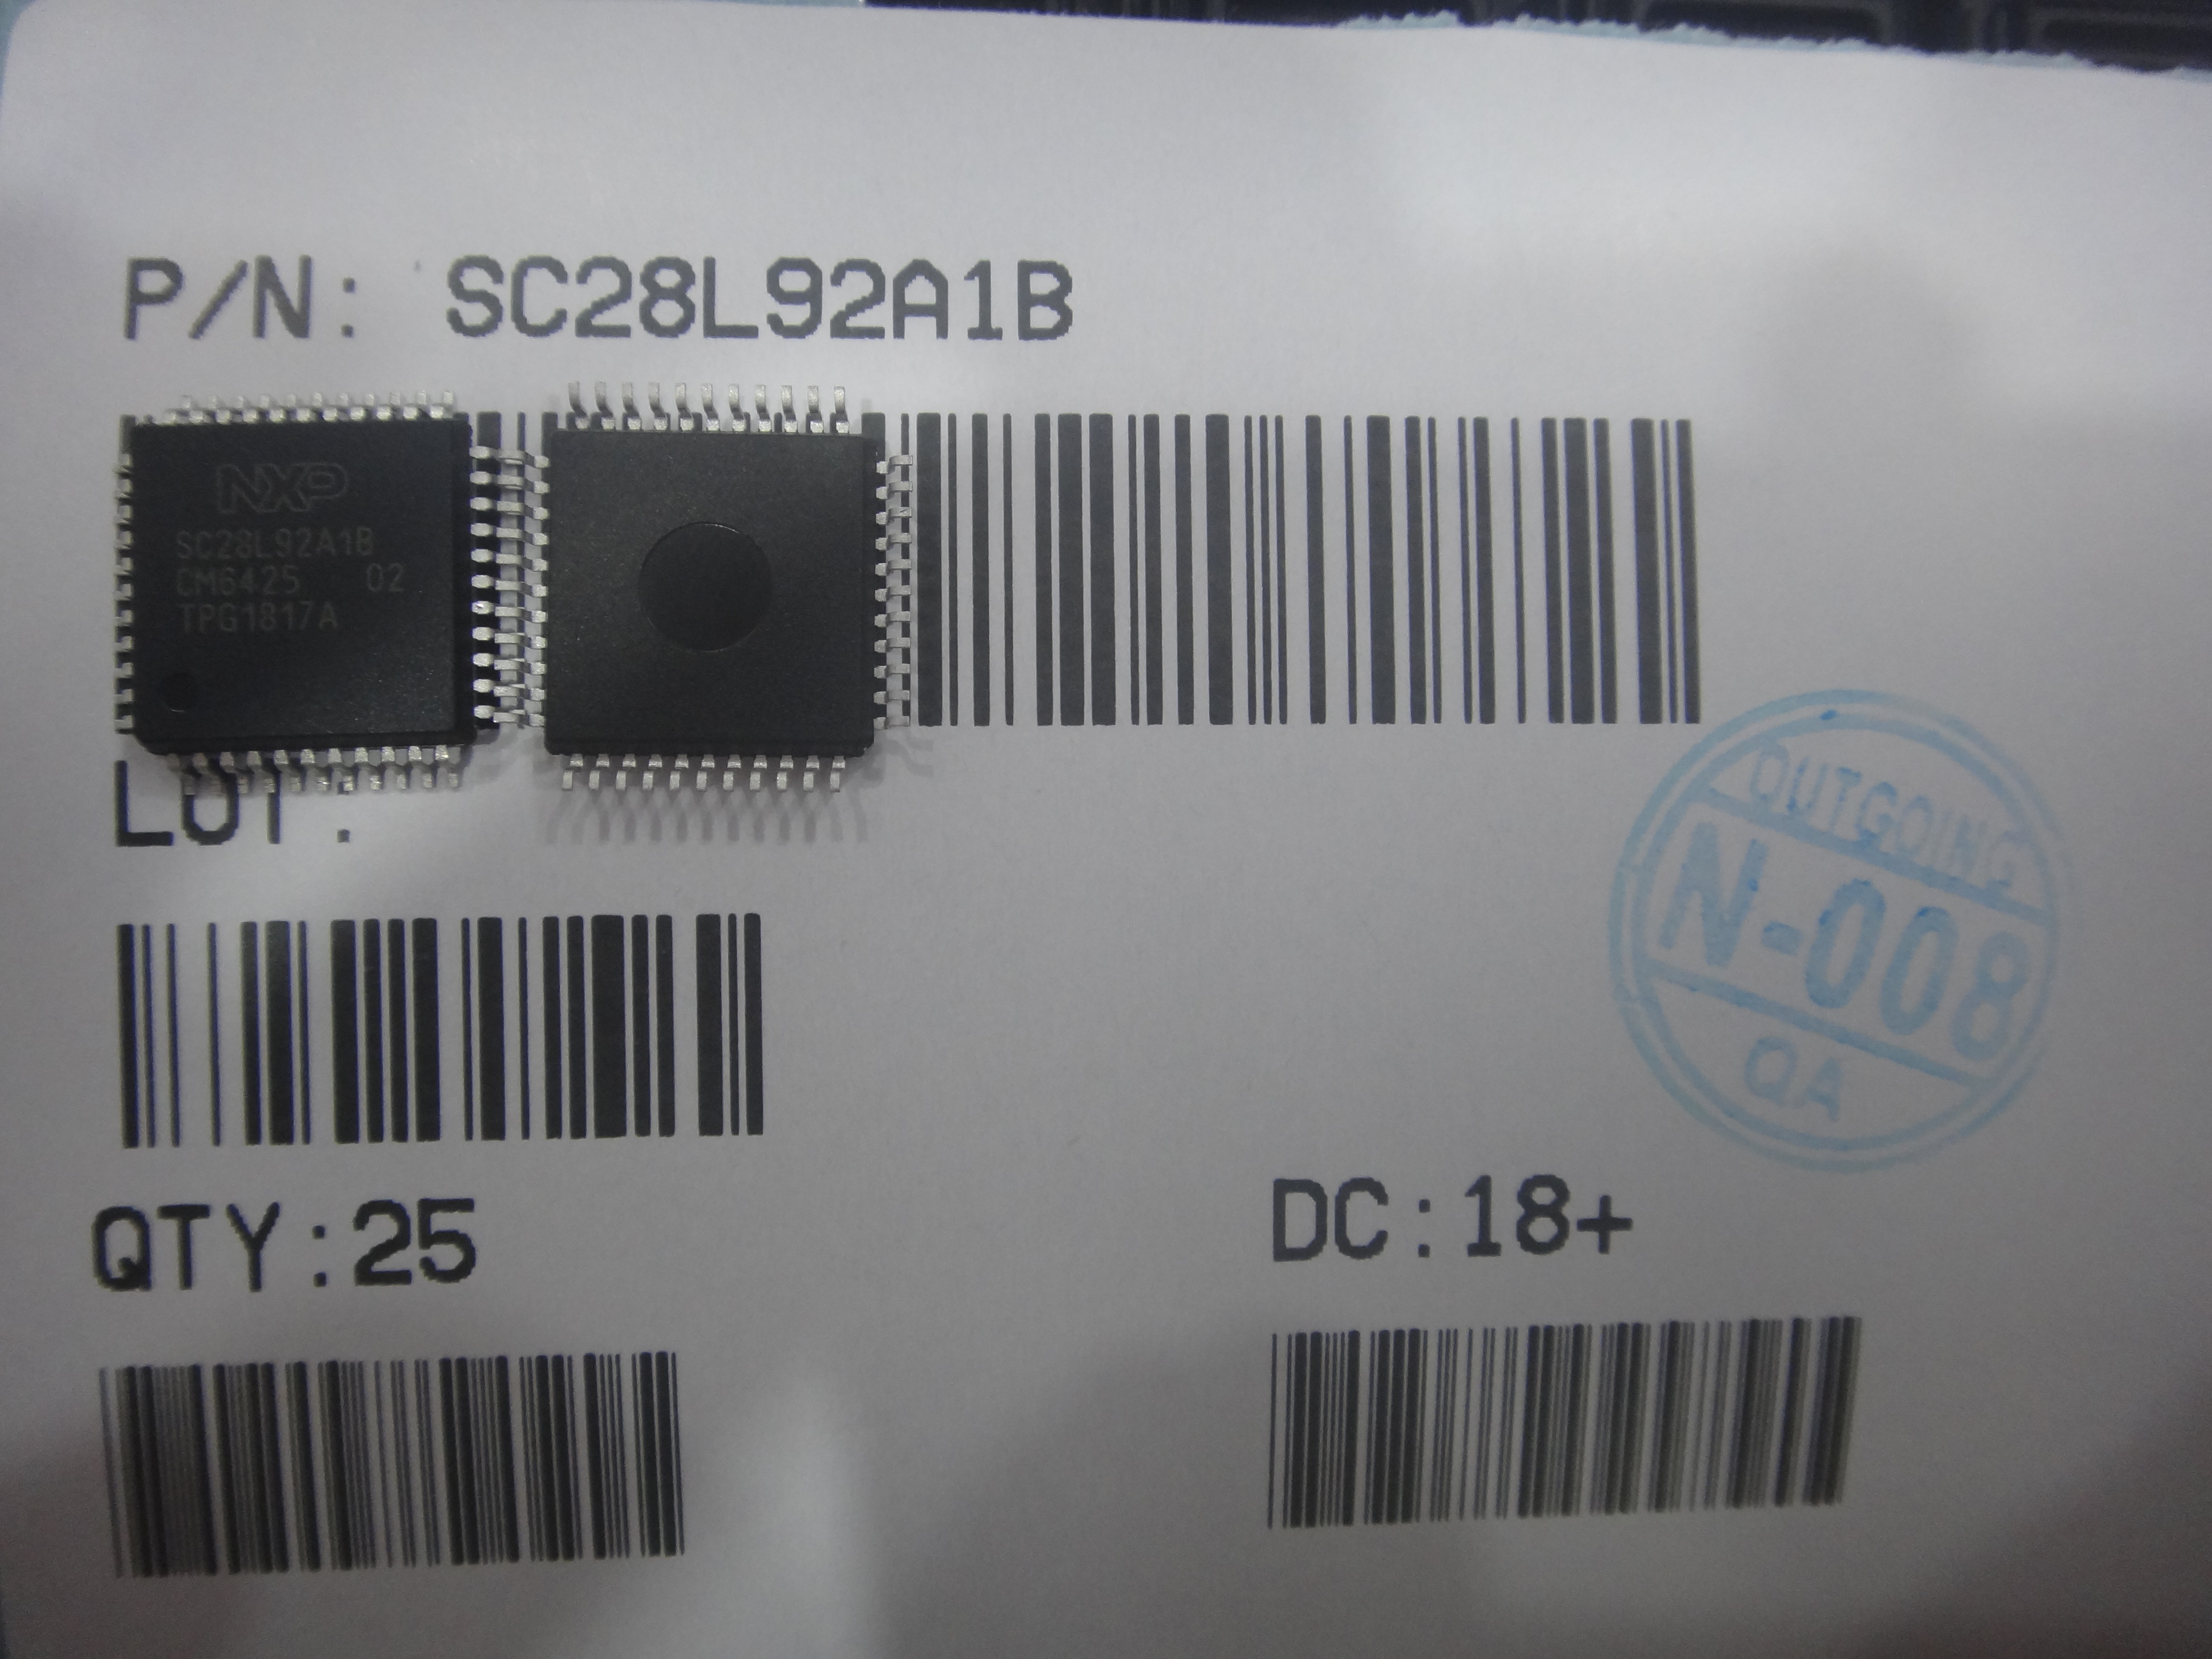 P/N: SC28L92A1B
NXP
SC28L92A1B
CM6425 02
TPG1817A
LOT:
OUTGOING
N-008
QA
QTY:25
DC:18+